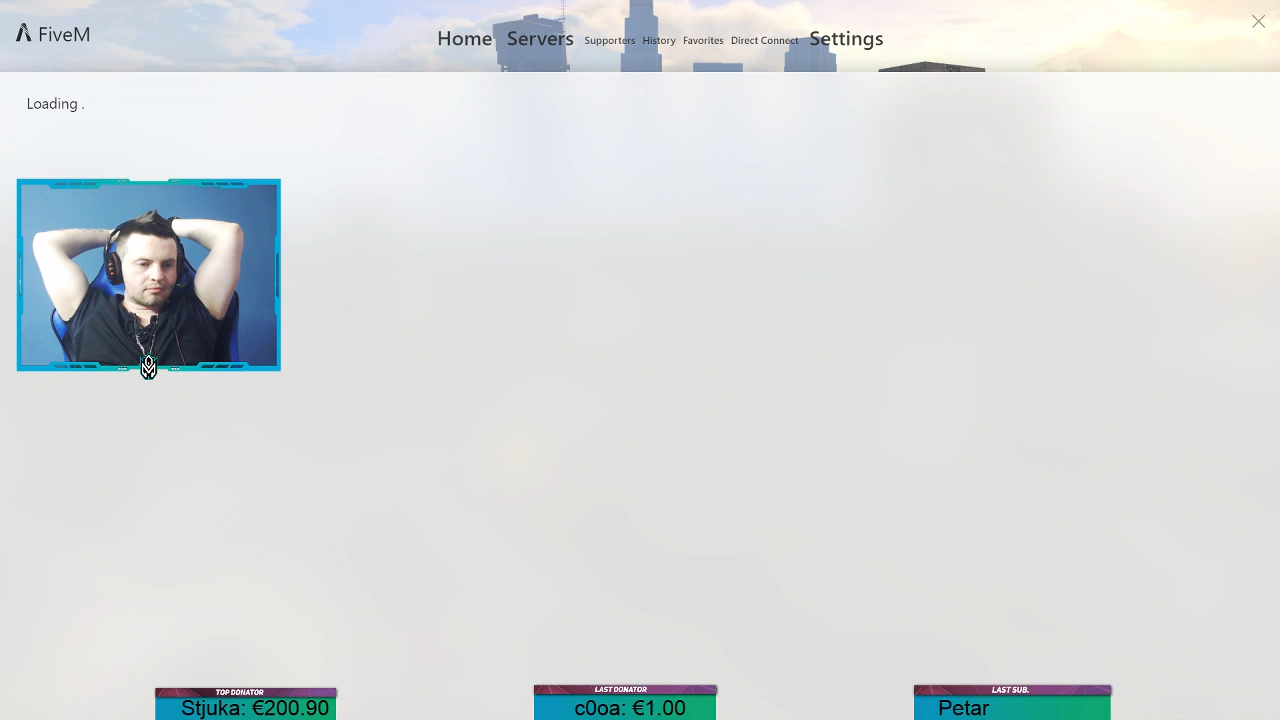 FiveM
Home Servers Supporters History Favorites Direct Connect Settings
Loading .
TOP DONATOR
Stjuka: €200.90
LAST DONATOR
c0oa: €1.00
LAST SUB.
Petar